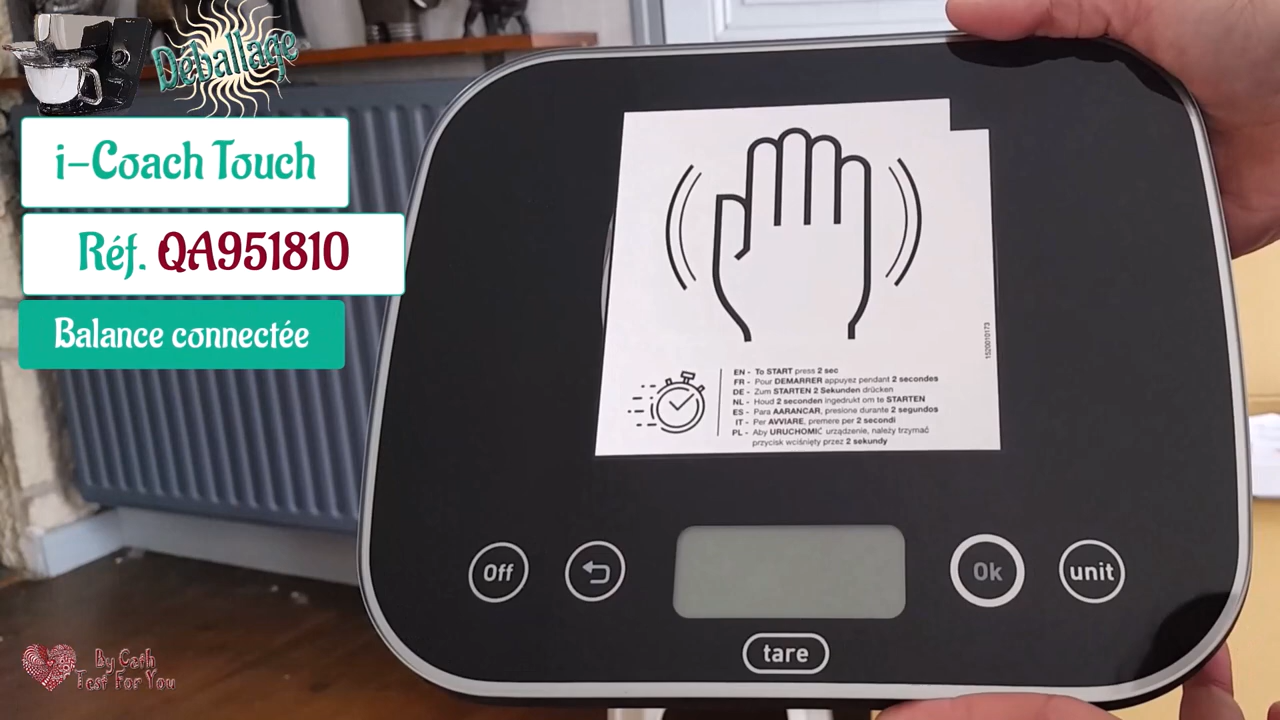 Déballage
i-Coach Touch
Réf. QA951810
Balance connectée
EN - To START press 2 sec
FR - Pour DEMARRER appuyez pendant 2 secondes
DE - Zum STARTEN 2 Sekunden drücken
NL - Houd 2 seconden ingedrukt om te STARTEN
ES - Para AARANCAR, presione durante 2 segundos
IT - Per AVVIARE, premere per 2 secondi
PL - Aby URUCHOMIĆ urządzenie, należy trzymać
przycisk wciśnięty przez 2 sekundy
1520010173
Off
Ok
unit
tare
By Cath
Test For You